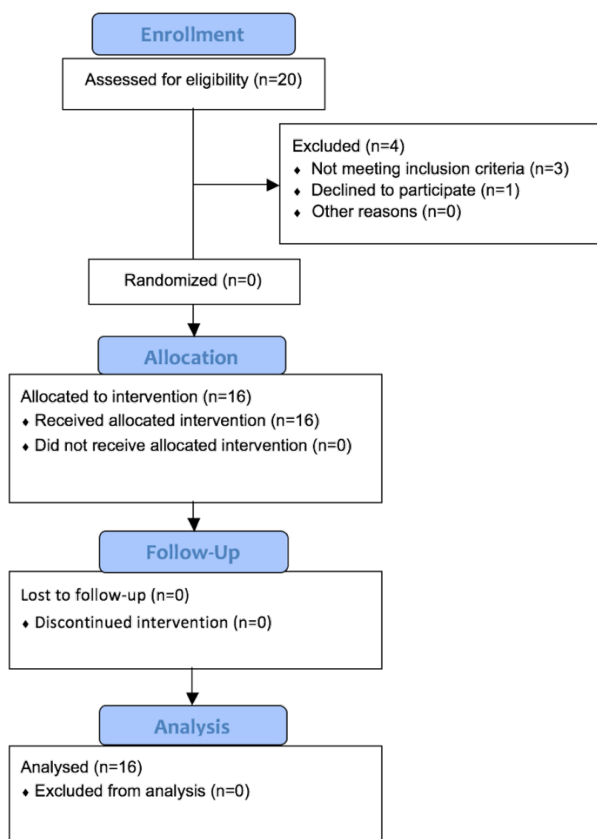 Enrollment
Assessed for eligibility (n=20)
Excluded (n=4)
♦ Not meeting inclusion criteria (n=3)
♦ Declined to participate (n=1)
♦ Other reasons (n=0)
Randomized (n=0)
Allocation
Allocated to intervention (n=16)
♦ Received allocated intervention (n=16)
♦ Did not receive allocated intervention (n=0)
Follow-Up
Lost to follow-up (n=0)
♦ Discontinued intervention (n=0)
Analysis
Analysed (n=16)
♦ Excluded from analysis (n=0)